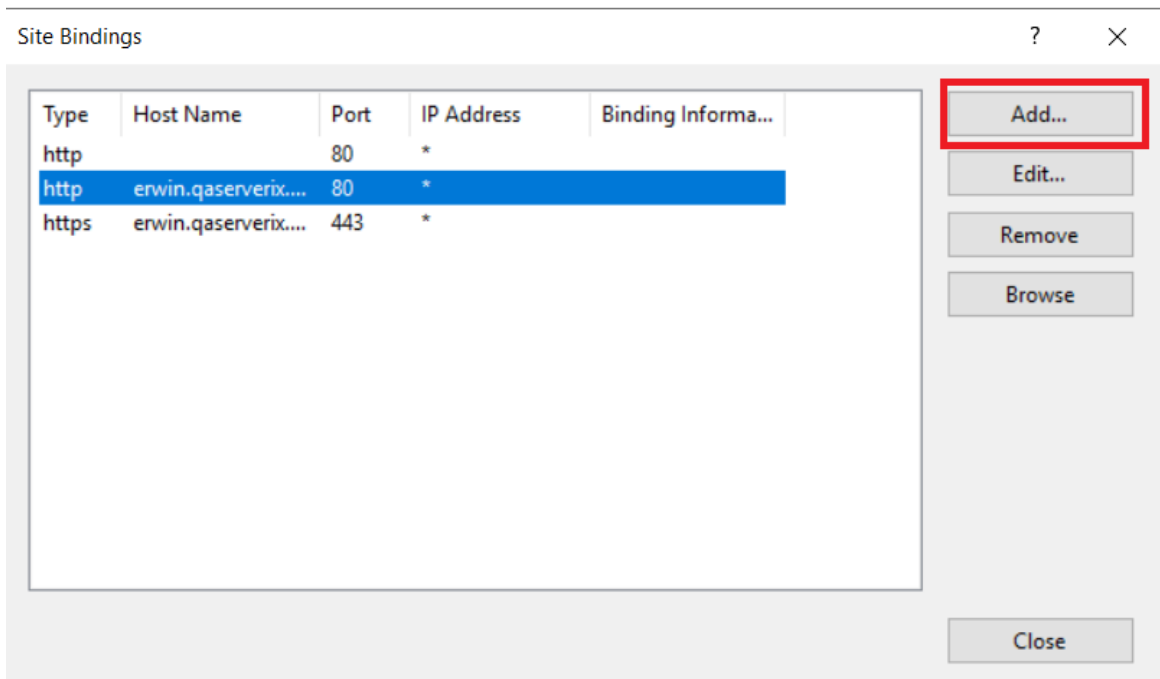 Site Bindings ?
Type Host Name Port IP Address Binding Informa...
http 80 *
http erwin.qaserverix.... 80 *
https erwin.qaserverix.... 443 *
Add...
Edit...
Remove
Browse
Close